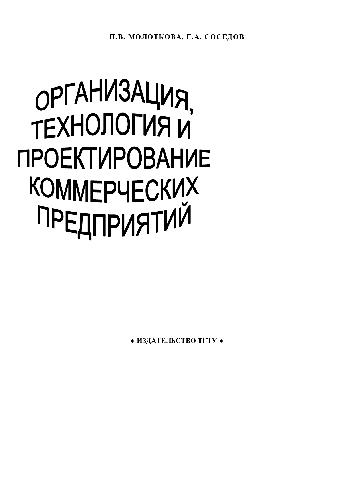 Н.В. МОЛОТКОВА, Г.А. СОСЕДОВ
ОРГАНИЗАЦИЯ,
ТЕХНОЛОГИЯ И
ПРОЕКТИРОВАНИЕ
КОММЕРЧЕСКИХ
ПРЕДПРИЯТИЙ
♦ ИЗДАТЕЛЬСТВО ТГТУ ♦